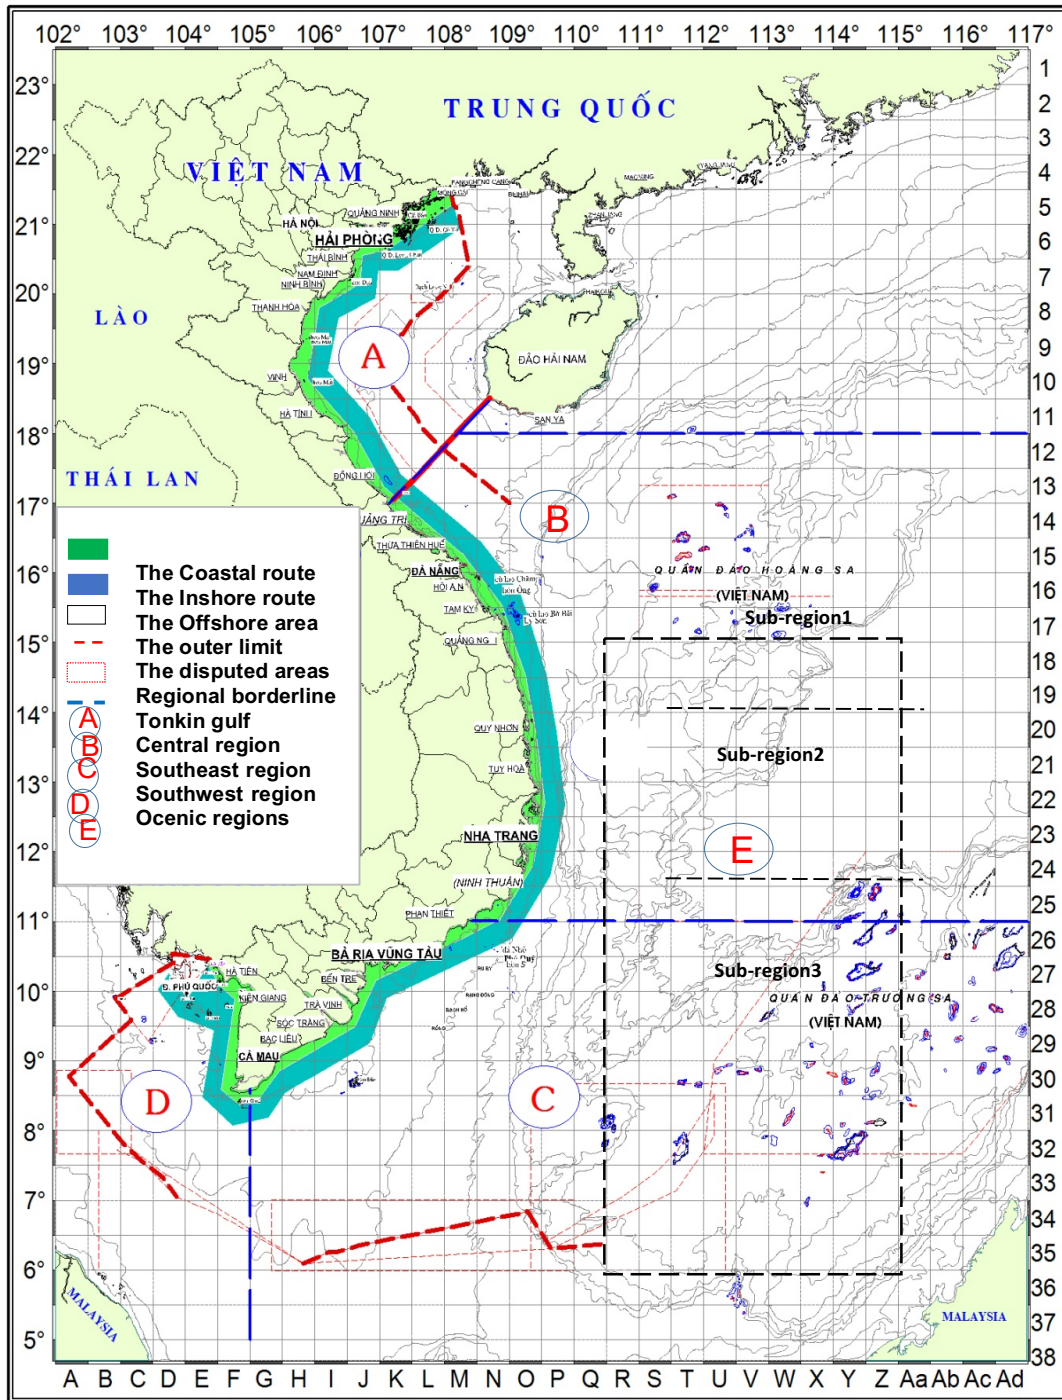 102° 103° 104° 105° 106° 107° 108° 109° 110° 111° 112° 113° 114° 115° 116° 117°
23° 1
2
TRUNG QUỐC
22° 3
VIỆT NAM 4
MÓNG CÁI
21° QUẢNG NINH 5
HÀ NỘI
HẢI PHÒNG 6
THÁI BÌNH
NAM ĐỊNH 7
NINH BÌNH
20° THANH HÓA 8
LÀO
A ĐẢO HẢI NAM 9
19°
VINH 10
HÀ TĨNH
SAN YA 11
18° 12
THÁI LAN ĐỒNG HỚI 13
17° B 14
QUẢNG TRỊ
THỪA THIÊN HUẾ 15
16° ĐÀ NẴNG QUẦN ĐẢO HOÀNG SA
HỘI AN (VIỆT NAM) 16
TAM KỲ Sub-region1
Lý Sơn
15° QUẢNG NG I 17
18
19
14° 20
QUY NHƠN Sub-region2
TUY HOÀ 21
13° 22
NHA TRANG E 23
12° 24
(NINH THUẬN) 25
PHAN THIẾT
11° 26
BÀ RỊA VŨNG TÀU Sub-region3
HÀ TIÊN BẾN TRE 27
10° Đ. PHÚ QUỐC
KIÊN GIANG TRÀ VINH QUẦN ĐẢO TRƯỜNG SA 28
SÓC TRĂNG (VIỆT NAM)
BẠC LIÊU 29
9° CÀ MAU
30
D C 31
8° 32
33
7° 34
35
6° 36
MALAYSIA MALAYSIA
5° 37
38
A B C D E F G H I J K L M N O P Q R S T U V W X Y Z Aa Ab Ac Ad
The Coastal route
The Inshore route
The Offshore area
The outer limit
The disputed areas
Regional borderline
A Tonkin gulf
B Central region
C Southeast region
D Southwest region
E Ocenic regions